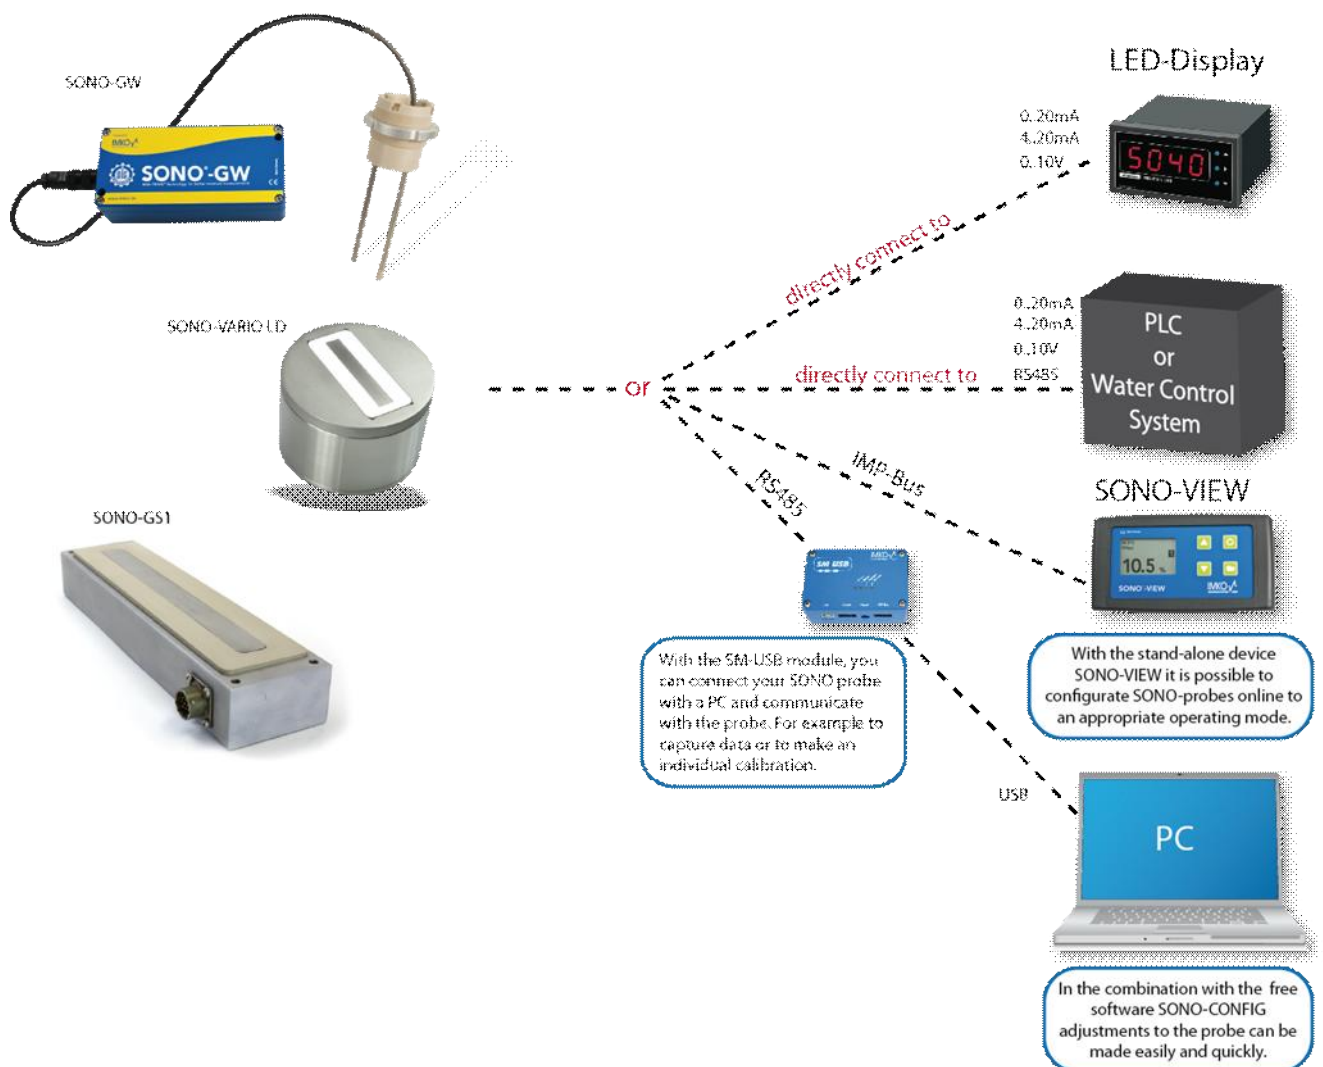 SONO-GW
IMKO
SONO-GW
SONO-VARIO LD
SONO-GS1
or
directly connect to
directly connect to
IMP-Bus
RS485
LED-Display
0..20mA
4..20mA
0..10V
5040
0..20mA
4..20mA
0..10V
RS485
PLC
or
Water Control
System
SONO-VIEW
10.5 %
SONO-VIEW
IMKO
With the stand-alone device
SONO-VIEW it is possible to
configurate SONO-probes online to
an appropriate operating mode.
IMKO
SM USB
With the SM-USB module, you
can connect your SONO probe
with a PC and communicate
with the probe. For example to
capture data or to make an
individual calibration.
USB
PC
In the combination with the free
software SONO-CONFIG
adjustments to the probe can be
made easily and quickly.